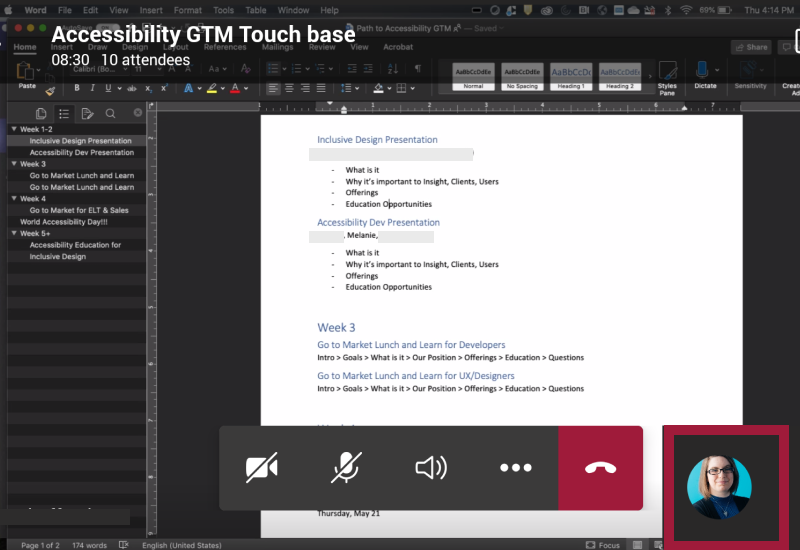 Word File Edit View Insert Format Tools Table Window Help
69% Thu 4:14 PM
Path to Accessibility GTM — Saved
Accessibility GTM Touch base
08:30 10 attendees
Home Insert Draw Design Layout References Mailings Review View Acrobat
Share
Paste
Calibri (Bo...
AaBbCcDdEe
AaBbCcDdEe
AaBbCcDc
AaBbCcDdEe
Normal
No Spacing
Heading 1
Heading 2
Styles
Pane
Dictate
Sensitivity
Week 1-2
Inclusive Design Presentation
Accessibility Dev Presentation
Week 3
Go to Market Lunch and Learn
Go to Market Lunch and Learn
Week 4
Go to Market for ELT & Sales
World Accessibility Day!!!
Week 5+
Accessibility Education for
Inclusive Design
Inclusive Design Presentation
- What is it
- Why it's important to Insight, Clients, Users
- Offerings
- Education Opportunities
Accessibility Dev Presentation
, Melanie,
- What is it
- Why it's important to Insight, Clients, Users
- Offerings
- Education Opportunities
Week 3
Go to Market Lunch and Learn for Developers
Intro > Goals > What is it > Our Position > Offerings > Education > Questions
Go to Market Lunch and Learn for UX/Designers
Intro > Goals > What is it > Our Position > Offerings > Education > Questions
Thursday, May 21
Page 1 of 2 174 words English (United States) Focus